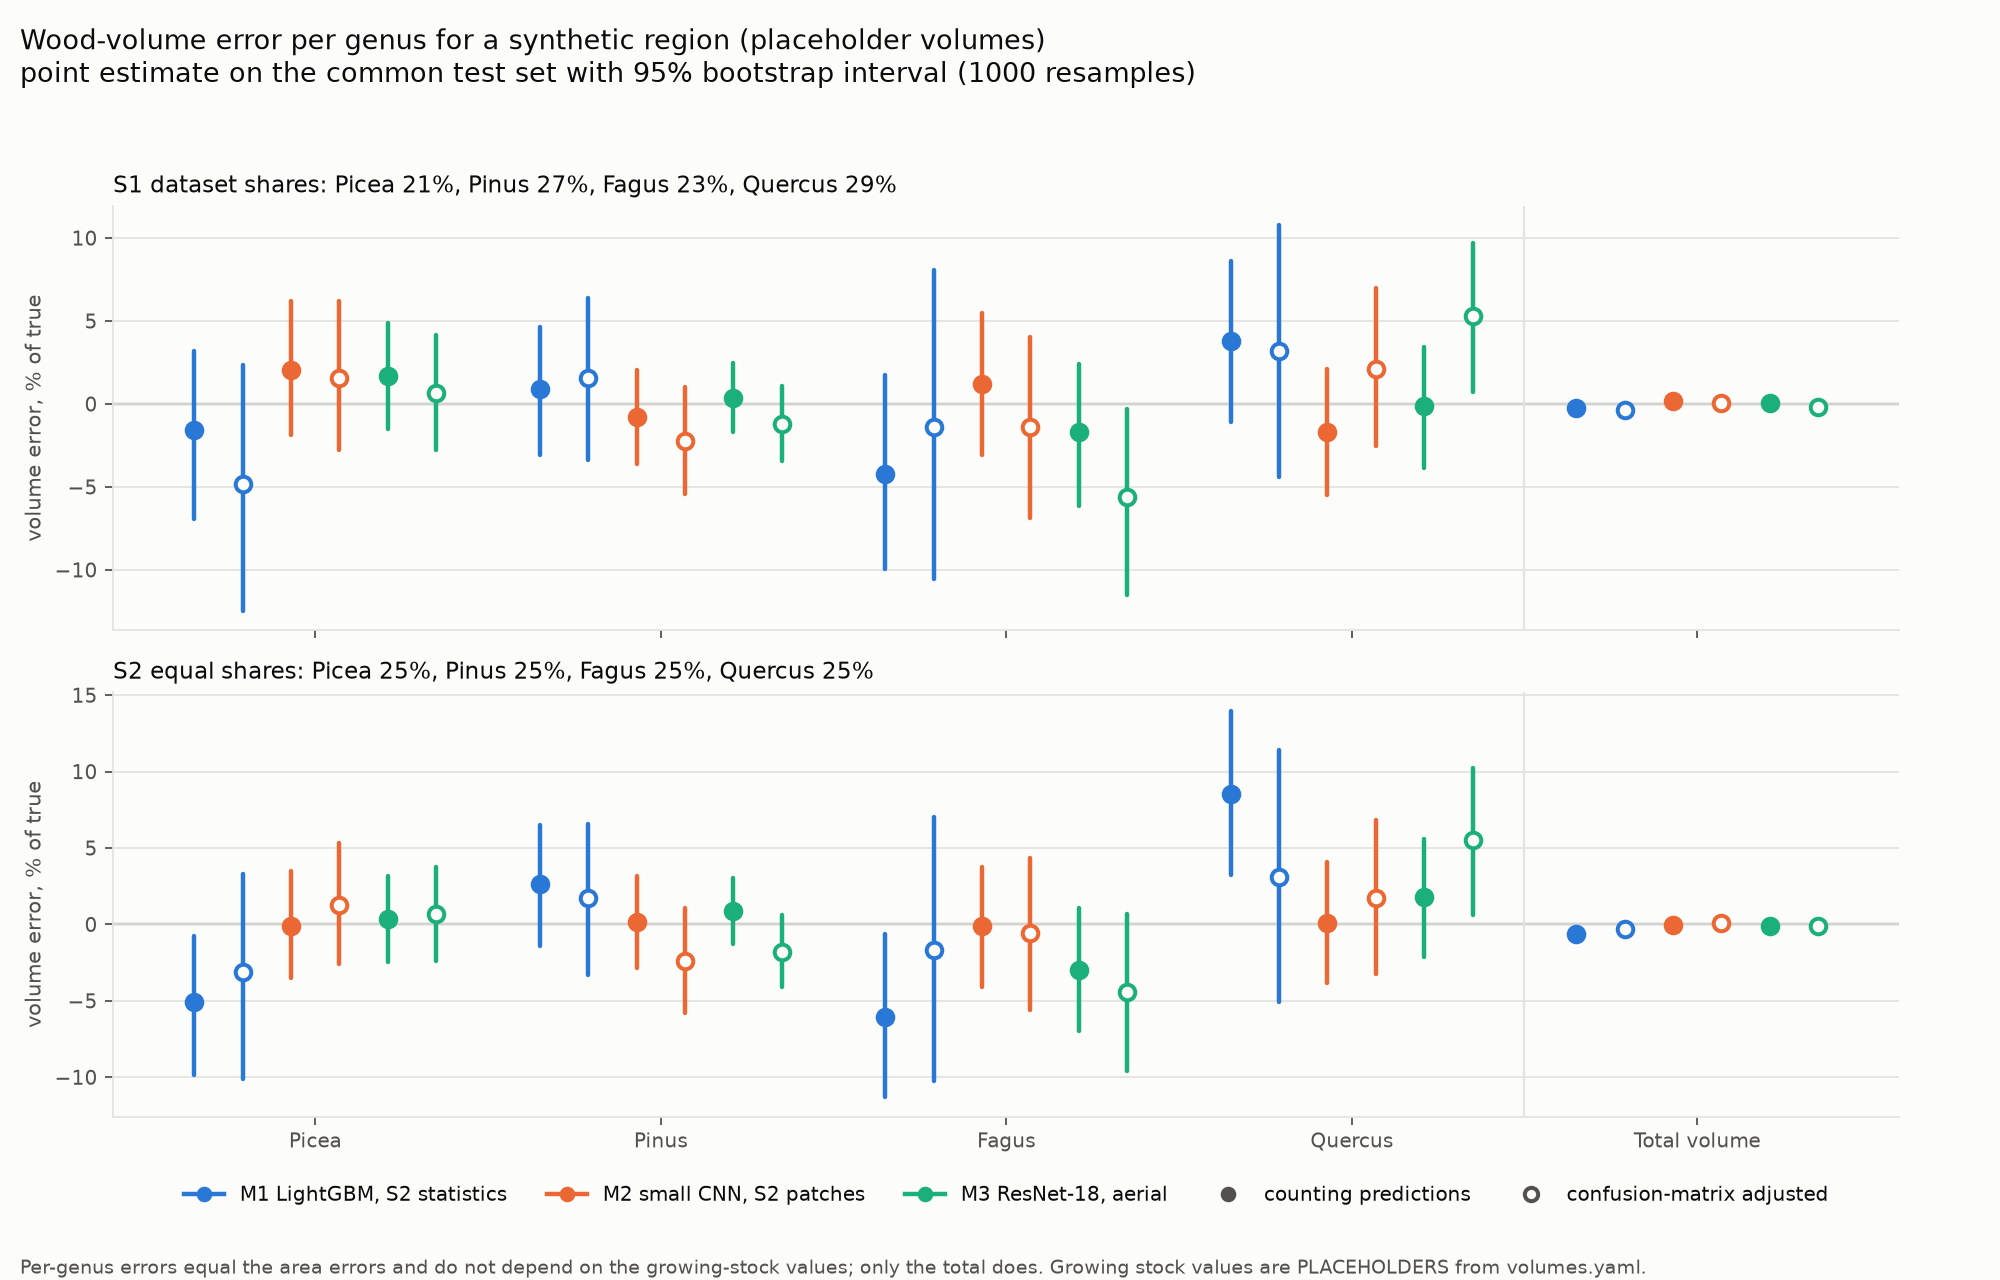 Wood-volume error per genus for a synthetic region (placeholder volumes)
point estimate on the common test set with 95% bootstrap interval (1000 resamples)
S1 dataset shares: Picea 21%, Pinus 27%, Fagus 23%, Quercus 29%
volume error, % of true
10
5
0
−5
−10
S2 equal shares: Picea 25%, Pinus 25%, Fagus 25%, Quercus 25%
volume error, % of true
15
10
5
0
−5
−10
Picea Pinus Fagus Quercus Total volume
M1 LightGBM, S2 statistics M2 small CNN, S2 patches M3 ResNet-18, aerial counting predictions confusion-matrix adjusted
Per-genus errors equal the area errors and do not depend on the growing-stock values; only the total does. Growing stock values are PLACEHOLDERS from volumes.yaml.